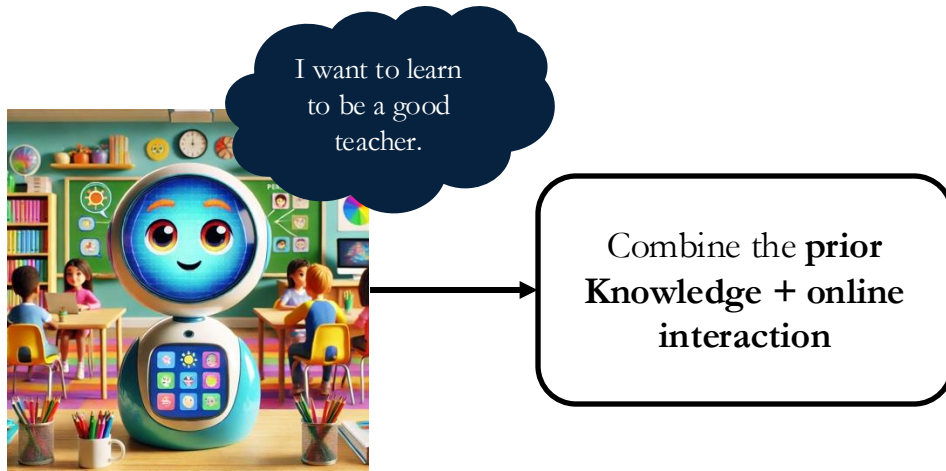 I want to learn
to be a good
teacher.
Combine the prior
Knowledge + online
interaction